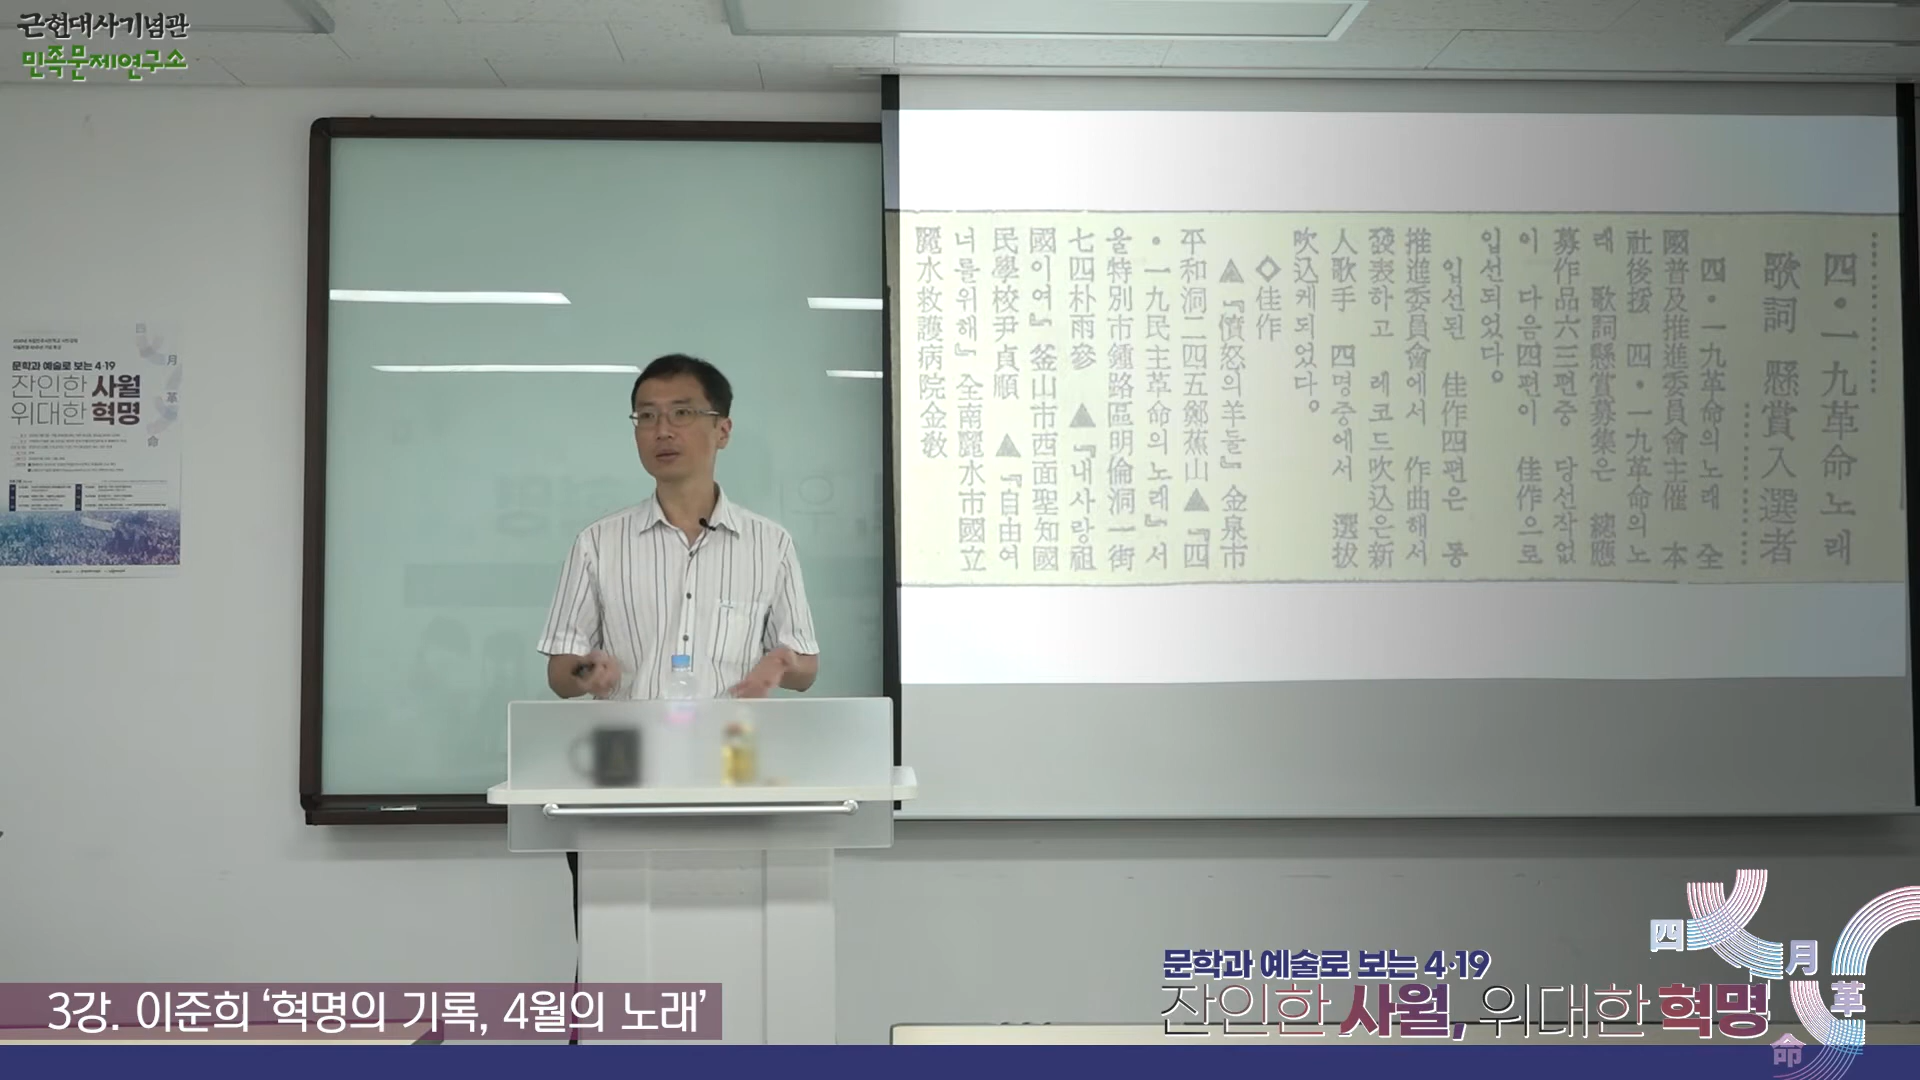 근현대사기념관
민족문제연구소
四
月
革
命
문학과 예술로 보는 4·19
잔인한 사월
위대한 혁명
四•一九革命노래
歌詞 懸賞入選者
四•一九革命의노래 全
國普及推進委員會主催 本
社後援 四•一九革命의노
래 歌詞懸賞募集은 總應
募作品六三편중 당선작없
이 다음四편이 佳作으로
입선되었다。
입선된 佳作四편은 동
推進委員會에서 作曲해서
發表하고 레코드吹込은新
人歌手 四명중에서 選拔
吹込케되었다。
◇佳作
▲『憤怒의羊들』金泉市
平和洞二四五鄭蕉山▲『四
•一九民主革命의노래』서
울特別市鍾路區明倫洞一街
七四朴雨參 ▲『내사랑祖
國이여』釜山市西面聖知國
民學校尹貞順 ▲『自由여
너를위해』全南麗水市國立
麗水救護病院金敎
3강. 이준희 ‘혁명의 기록, 4월의 노래’
문학과 예술로 보는 4·19
잔인한 사월, 위대한 혁명
四
月
革
命